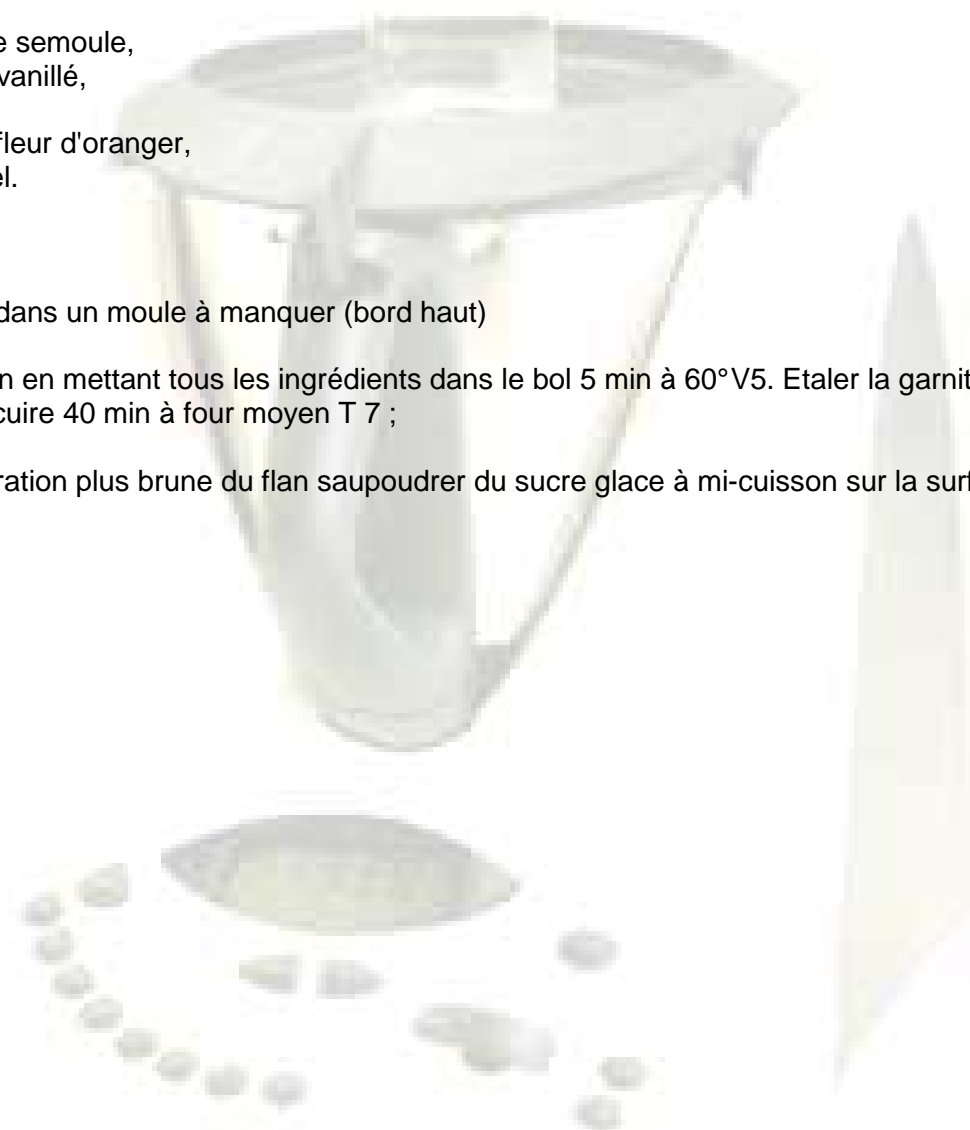 e semoule,
vanillé,
fleur d'oranger,
el.
dans un moule à manquer (bord haut)
n en mettant tous les ingrédients dans le bol 5 min à 60°V5. Etaler la garnit
cuire 40 min à four moyen T 7 ;
ration plus brune du flan saupoudrer du sucre glace à mi-cuisson sur la surf